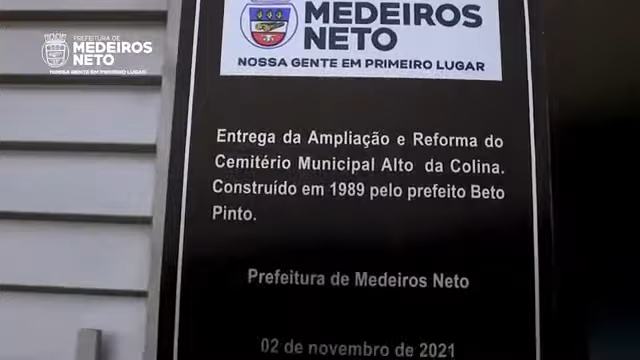 PREFEITURA DE
MEDEIROS
NETO
NOSSA GENTE EM PRIMEIRO LUGAR
MEDEIROS
NETO
NOSSA GENTE EM PRIMEIRO LUGAR
Entrega da Ampliação e Reforma do
Cemitério Municipal Alto da Colina.
Construído em 1989 pelo prefeito Beto
Pinto.
Prefeitura de Medeiros Neto
02 de novembro de 2021